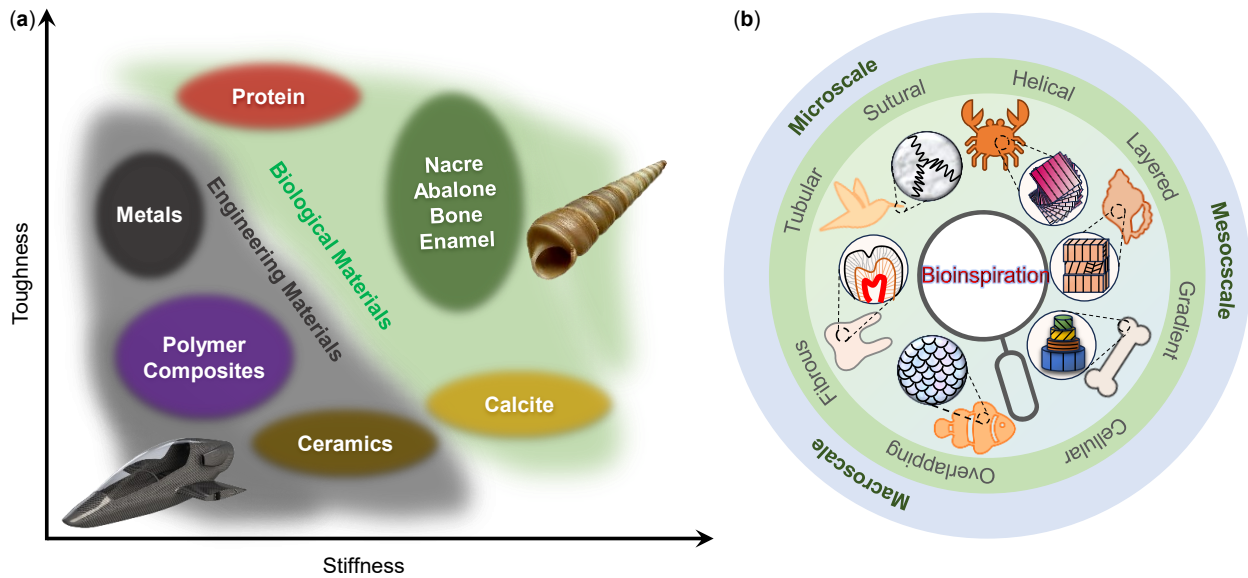 (a)
Toughness
Protein
Metals
Engineering Materials
Biological Materials
Nacre
Abalone
Bone
Enamel
Polymer
Composites
Ceramics
Calcite
Stiffness
(b)
Microscale
Mesocscale
Macroscale
Helical
Layered
Gradient
Cellular
Overlapping
Fibrous
Tubular
Sutural
Bioinspiration